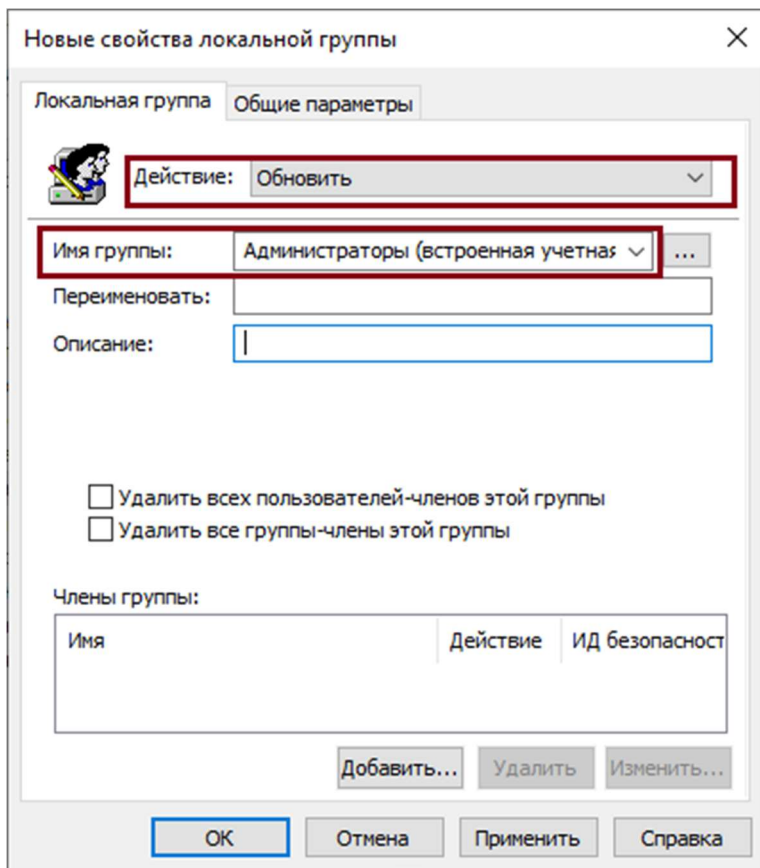 Новые свойства локальной группы
Локальная группа Общие параметры
Действие: Обновить
Имя группы: Администраторы (встроенная учетная ...
Переименовать:
Описание:
Удалить всех пользователей-членов этой группы
Удалить все группы-члены этой группы
Члены группы:
Имя Действие ИД безопасност
Добавить... Удалить Изменить...
ОК Отмена Применить Справка